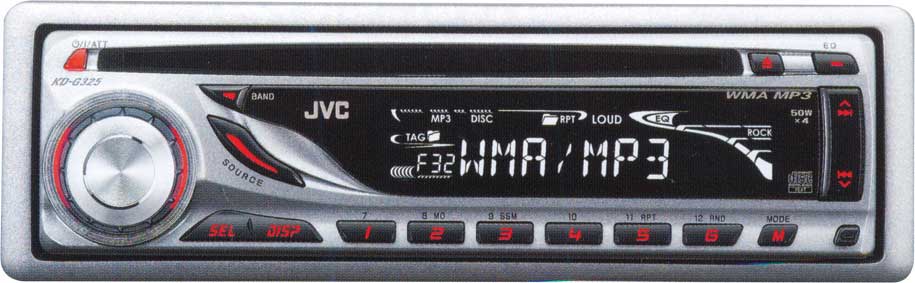 ⏻/I/ATT
EQ
KD-G325
BAND
JVC
WMA MP3
MP3 DISC RPT LOUD EQ
50W
×4
ROCK
TAG
F32 WMA/MP3
SOURCE
7 8 MO 9 SSM 10 11 RPT 12 RND MODE
SEL DISP 1 2 3 4 5 6 M